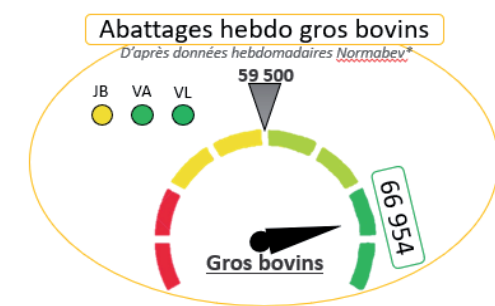 Abattages hebdo gros bovins
D'après données hebdomadaires Normabev*
59 500
JB VA VL
66 954
Gros bovins